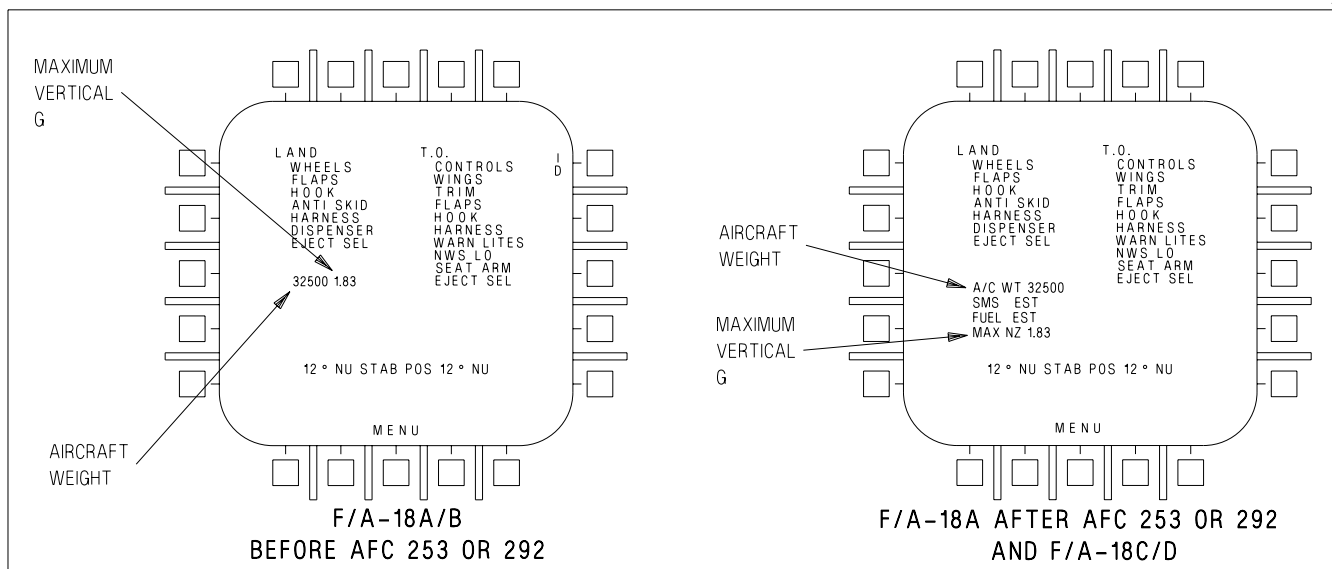 MAXIMUM
VERTICAL
G
LAND
WHEELS
FLAPS
HOOK
ANTI SKID
HARNESS
DISPENSER
EJECT SEL
T.O.
CONTROLS
WINGS
TRIM
FLAPS
HOOK
HARNESS
WARN LITES
NWS LO
SEAT ARM
EJECT SEL
I
D
32500 1.83
12° NU STAB POS 12° NU
MENU
AIRCRAFT
WEIGHT
F/A-18A/B
BEFORE AFC 253 OR 292
LAND
WHEELS
FLAPS
HOOK
ANTI SKID
HARNESS
DISPENSER
EJECT SEL
T.O.
CONTROLS
WINGS
TRIM
FLAPS
HOOK
HARNESS
WARN LITES
NWS LO
SEAT ARM
EJECT SEL
AIRCRAFT
WEIGHT
A/C WT 32500
SMS EST
FUEL EST
MAX NZ 1.83
MAXIMUM
VERTICAL
G
12° NU STAB POS 12° NU
MENU
F/A-18A AFTER AFC 253 OR 292
AND F/A-18C/D